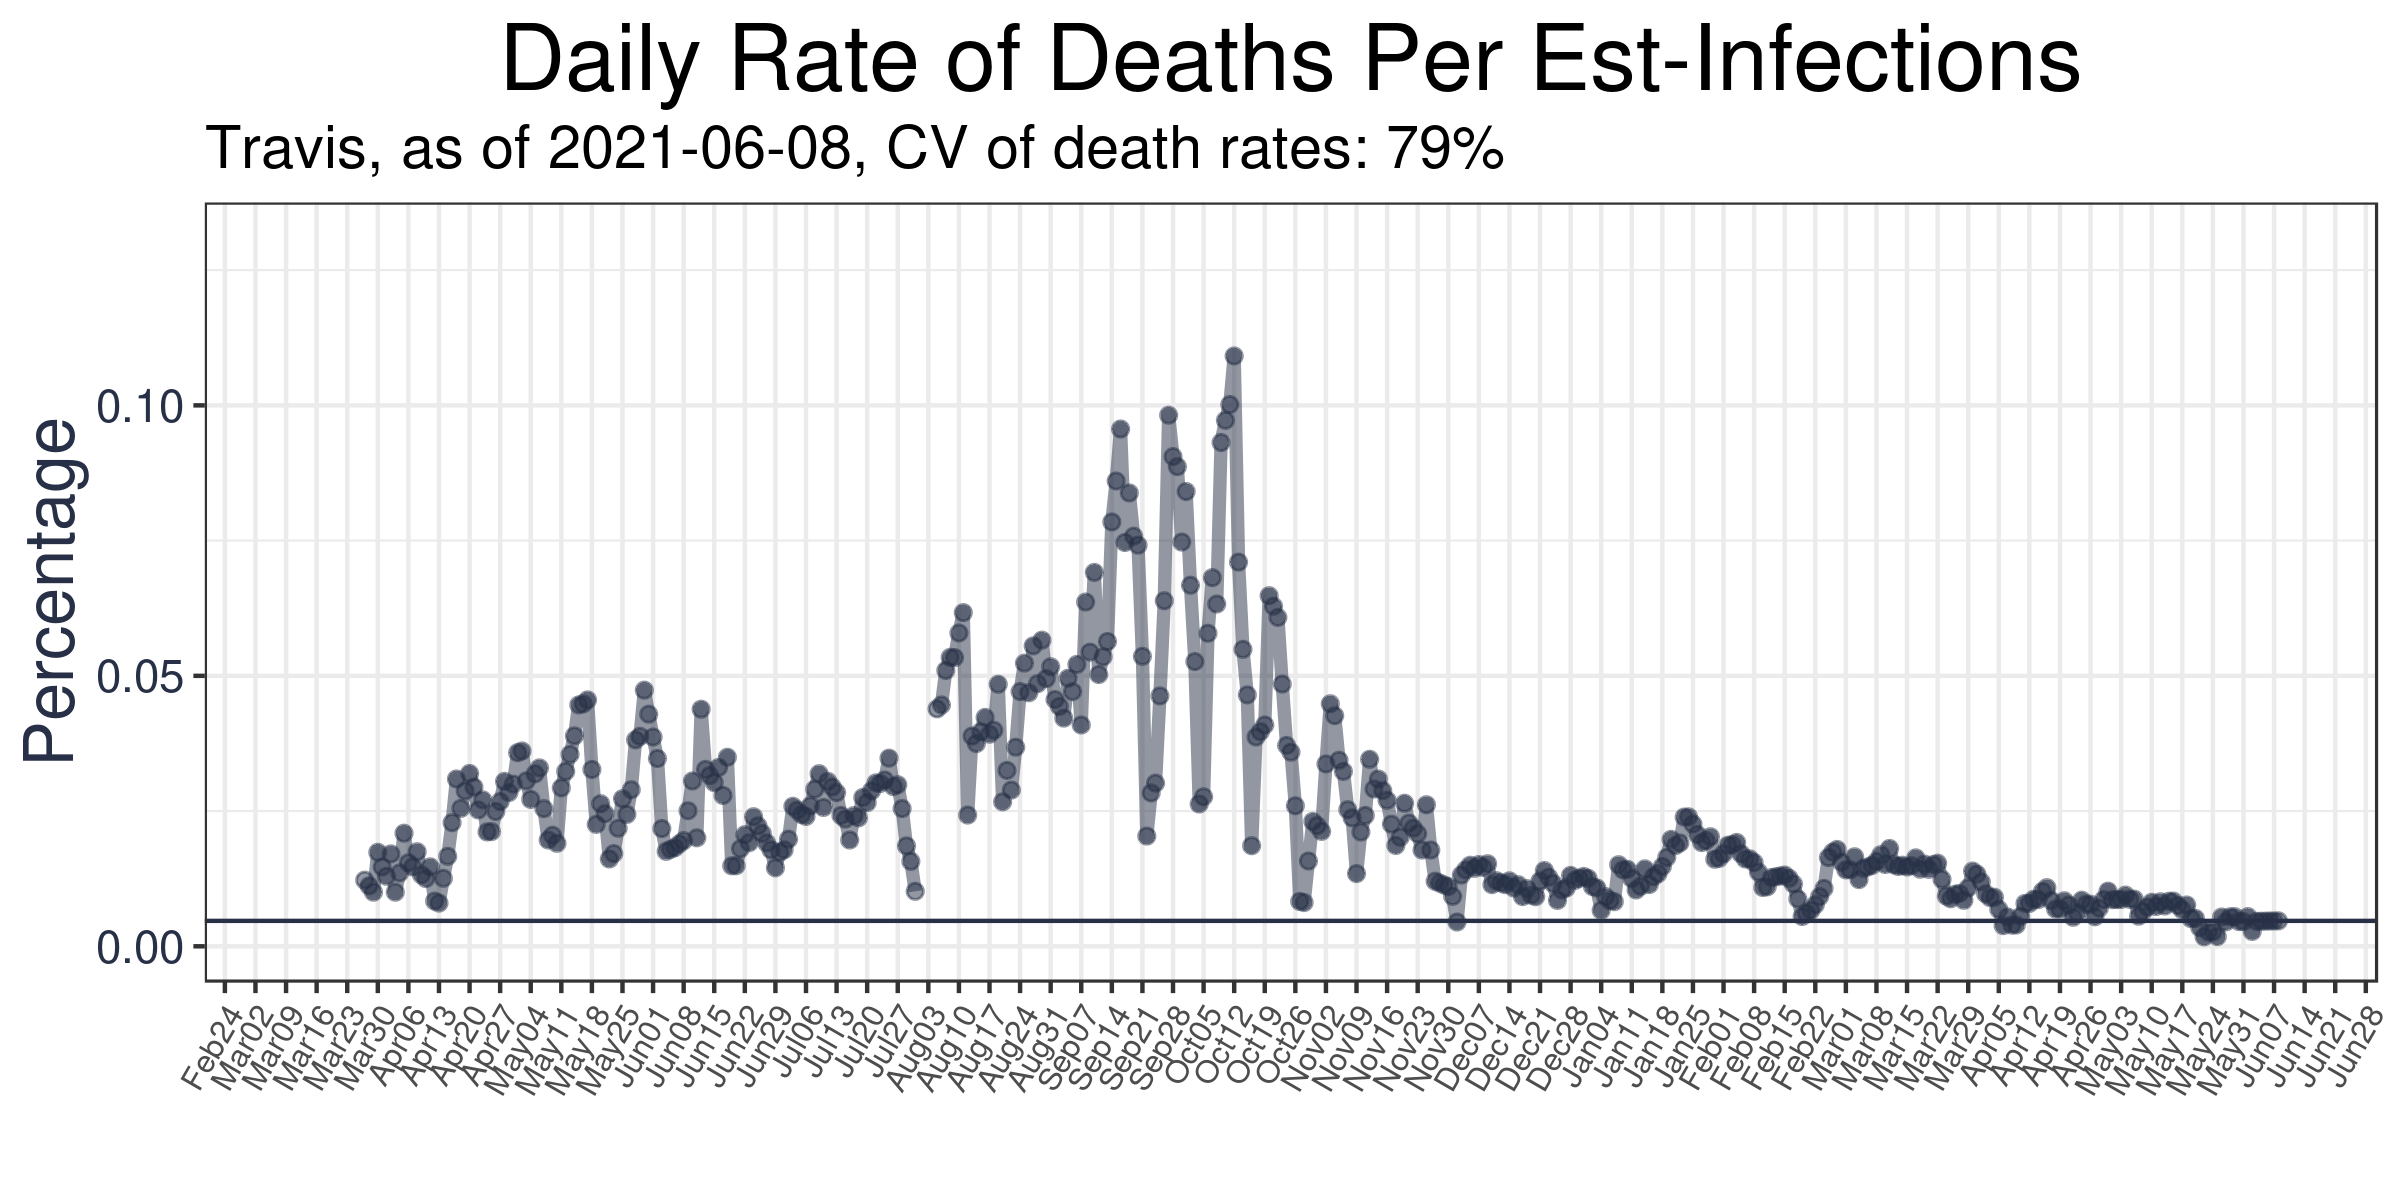 Daily Rate of Deaths Per Est-Infections
Travis, as of 2021-06-08, CV of death rates: 79%
Percentage
0.10
0.05
0.00
Feb24
Mar02
Mar09
Mar16
Mar23
Mar30
Apr06
Apr13
Apr20
Apr27
May04
May11
May18
May25
Jun01
Jun08
Jun15
Jun22
Jun29
Jul06
Jul13
Jul20
Jul27
Aug03
Aug10
Aug17
Aug24
Aug31
Sep07
Sep14
Sep21
Sep28
Oct05
Oct12
Oct19
Oct26
Nov02
Nov09
Nov16
Nov23
Nov30
Dec07
Dec14
Dec21
Dec28
Jan04
Jan11
Jan18
Jan25
Feb01
Feb08
Feb15
Feb22
Mar01
Mar08
Mar15
Mar22
Mar29
Apr05
Apr12
Apr19
Apr26
May03
May10
May17
May24
May31
Jun07
Jun14
Jun21
Jun28